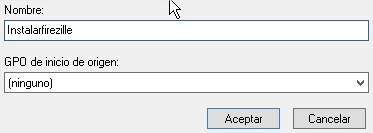 Nombre:
Instalarfirezille
GPO de inicio de origen:
(ninguno)
Aceptar
Cancelar